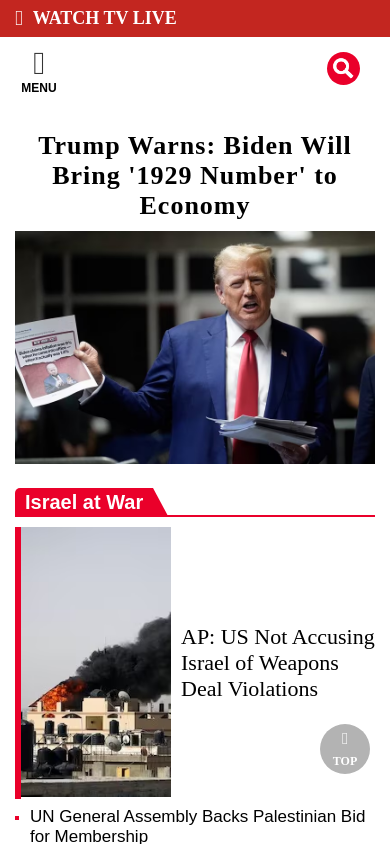 WATCH TV LIVE
MENU
Trump Warns: Biden Will
Bring '1929 Number' to
Economy
Israel at War
AP: US Not Accusing
Israel of Weapons
Deal Violations
TOP
UN General Assembly Backs Palestinian Bid
for Membership